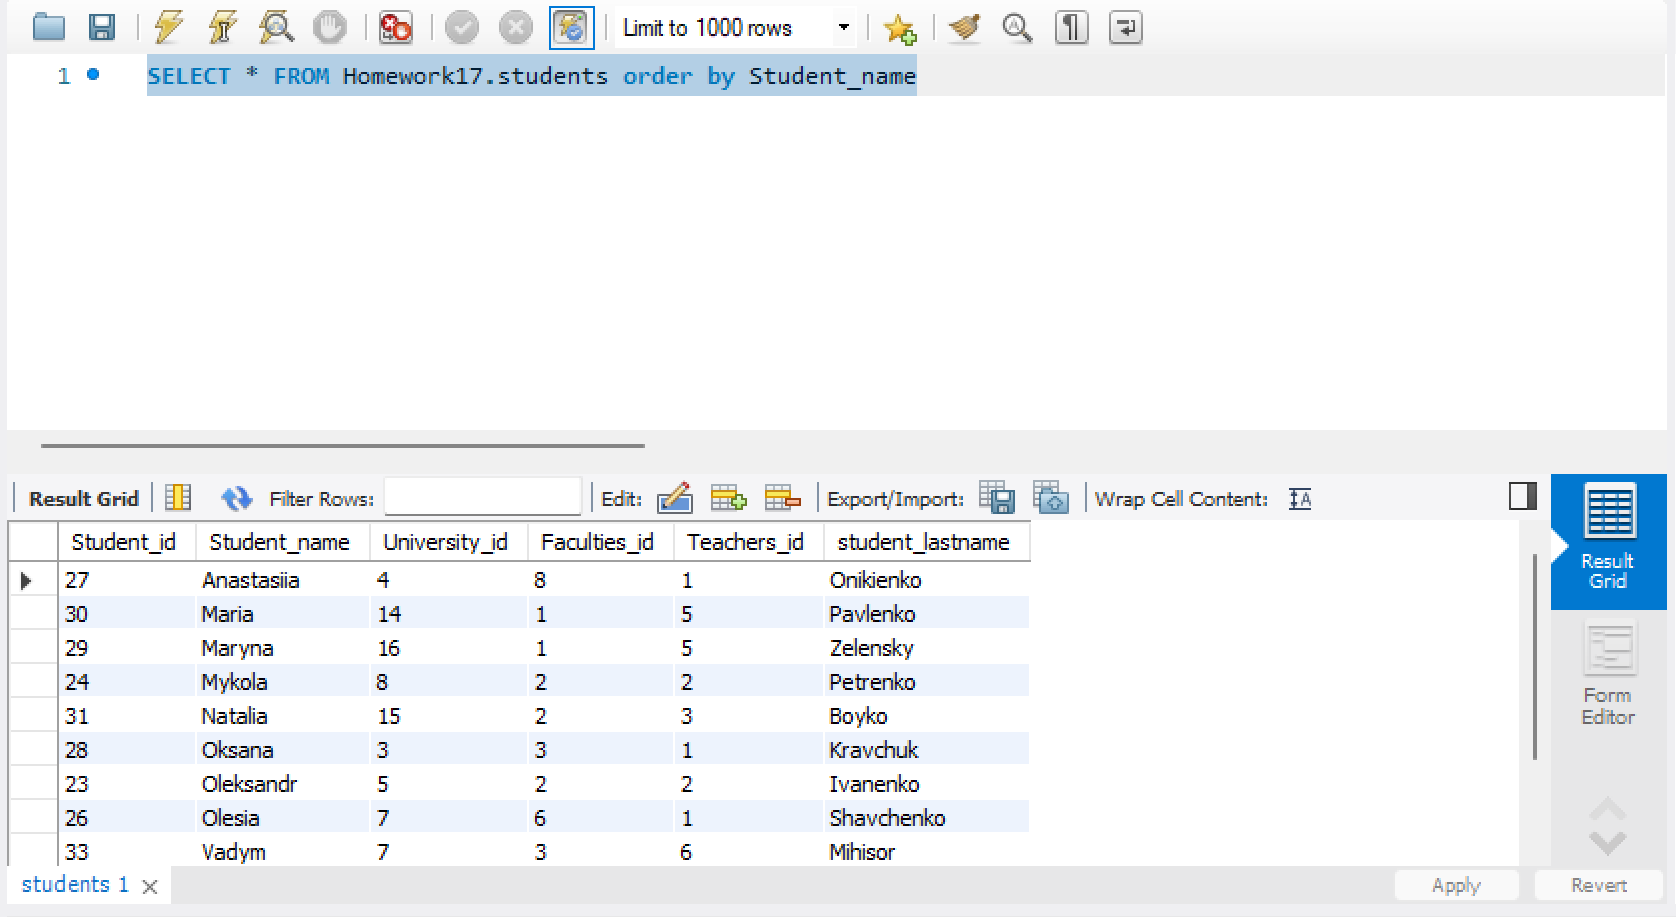 Limit to 1000 rows
1 SELECT * FROM Homework17.students order by Student_name
Result Grid Filter Rows: Edit: Export/Import: Wrap Cell Content:
Student_id Student_name University_id Faculties_id Teachers_id student_lastname
27 Anastasiia 4 8 1 Onikienko
30 Maria 14 1 5 Pavlenko
29 Maryna 16 1 5 Zelensky
24 Mykola 8 2 2 Petrenko
31 Natalia 15 2 3 Boyko
28 Oksana 3 3 1 Kravchuk
23 Oleksandr 5 2 2 Ivanenko
26 Olesia 7 6 1 Shavchenko
33 Vadym 7 3 6 Mihisor
Result
Grid
Form
Editor
students 1
Apply Revert